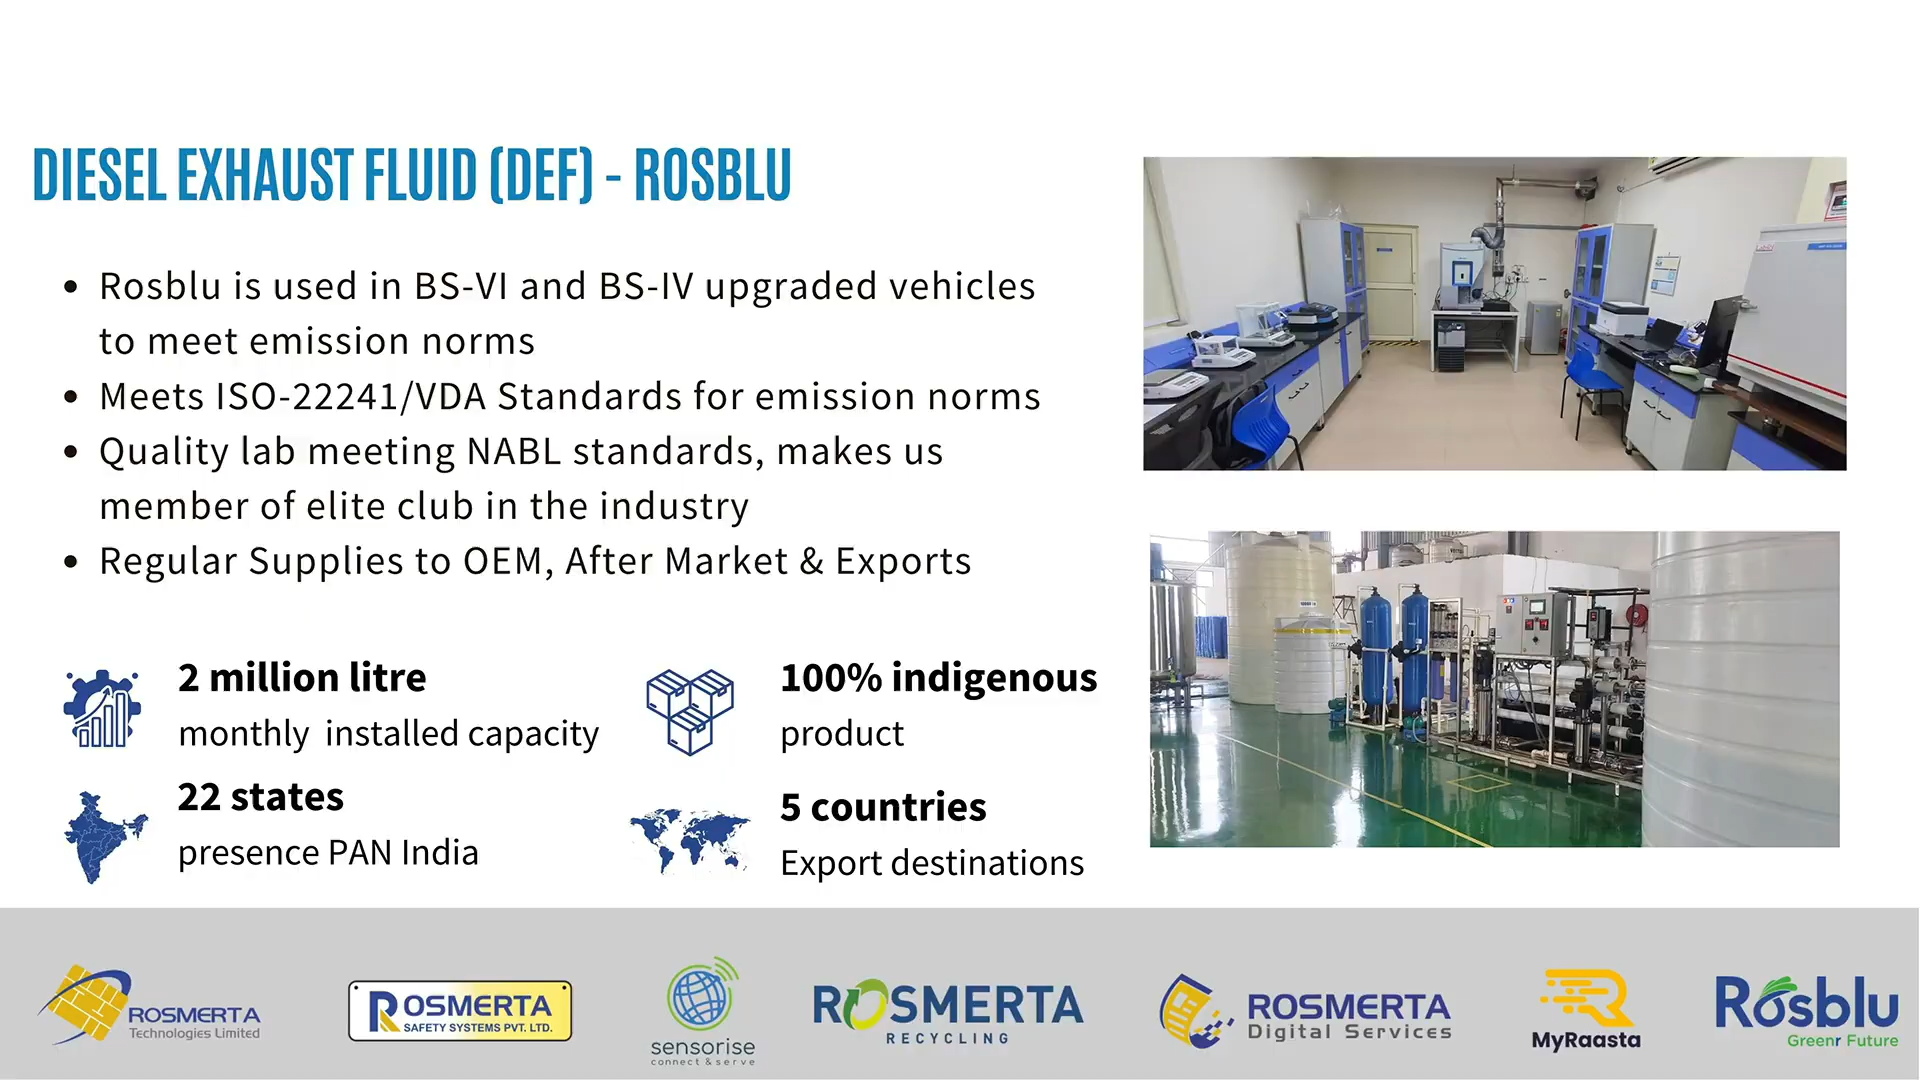 DIESEL EXHAUST FLUID (DEF) - ROSBLU
• Rosblu is used in BS-VI and BS-IV upgraded vehicles
to meet emission norms
• Meets ISO-22241/VDA Standards for emission norms
• Quality lab meeting NABL standards, makes us
member of elite club in the industry
• Regular Supplies to OEM, After Market & Exports
2 million litre
monthly installed capacity
100% indigenous
product
22 states
presence PAN India
5 countries
Export destinations
ROSMERTA
Technologies Limited
ROSMERTA
SAFETY SYSTEMS PVT. LTD.
sensorise
connect & serve
ROSMERTA
RECYCLING
ROSMERTA
Digital Services
MyRaasta
Rosblu
Greenr Future